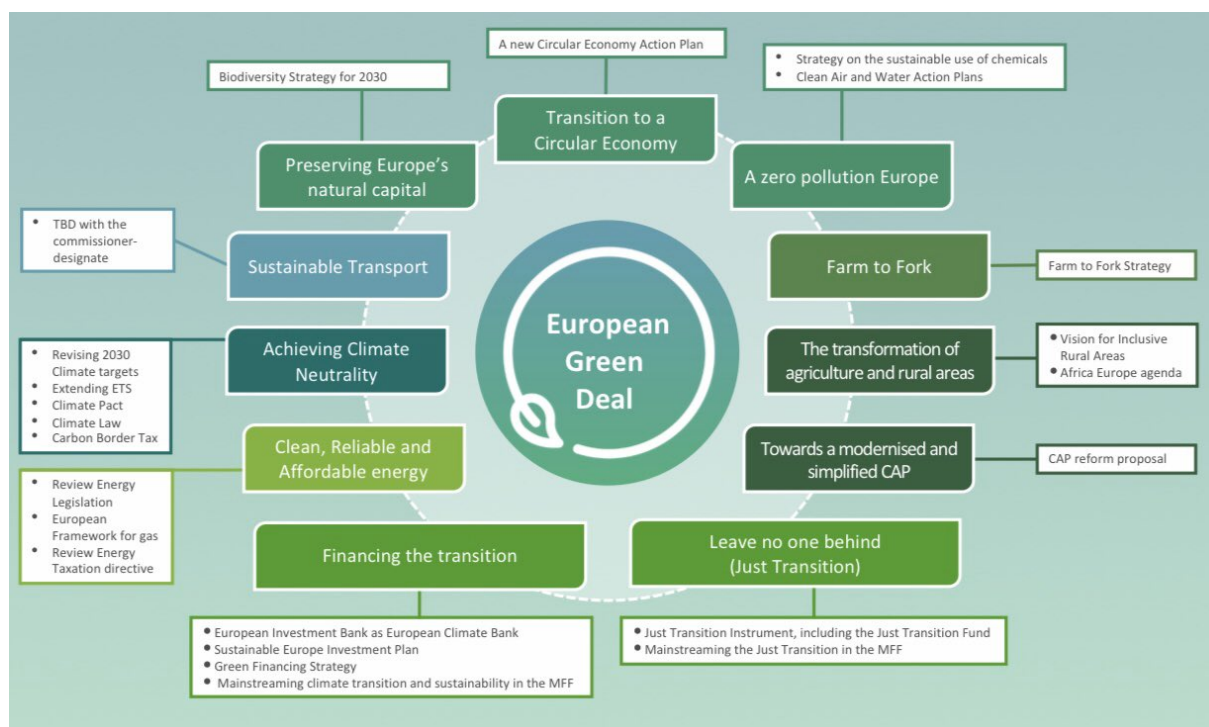 A new Circular Economy Action Plan
Biodiversity Strategy for 2030
• Strategy on the sustainable use of chemicals
• Clean Air and Water Action Plans
Transition to a
Circular Economy
Preserving Europe's
natural capital
A zero pollution Europe
• TBD with the
commissioner-
designate
Sustainable Transport
Farm to Fork
Farm to Fork Strategy
European
Green
Deal
• Revising 2030
Climate targets
• Extending ETS
• Climate Pact
• Climate Law
• Carbon Border Tax
Achieving Climate
Neutrality
The transformation of
agriculture and rural areas
• Vision for Inclusive
Rural Areas
• Africa Europe agenda
Clean, Reliable and
Affordable energy
Towards a modernised and
simplified CAP
CAP reform proposal
• Review Energy
Legislation
• European
Framework for gas
• Review Energy
Taxation directive
Financing the transition
Leave no one behind
(Just Transition)
• European Investment Bank as European Climate Bank
• Sustainable Europe Investment Plan
• Green Financing Strategy
• Mainstreaming climate transition and sustainability in the MFF
• Just Transition Instrument, including the Just Transition Fund
• Mainstreaming the Just Transition in the MFF